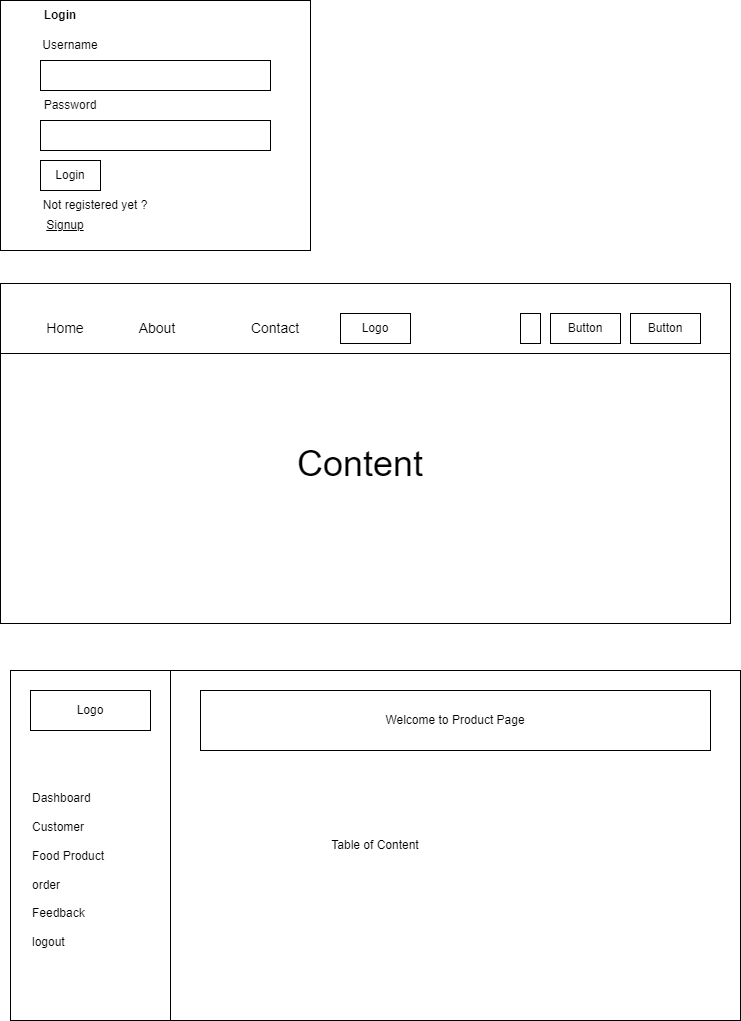 Login
Username
Password
Login
Not registered yet ?
Signup
Home About Contact Logo Button Button
Content
Logo
Welcome to Product Page
Dashboard
Customer
Food Product
order
Feedback
logout
Table of Content